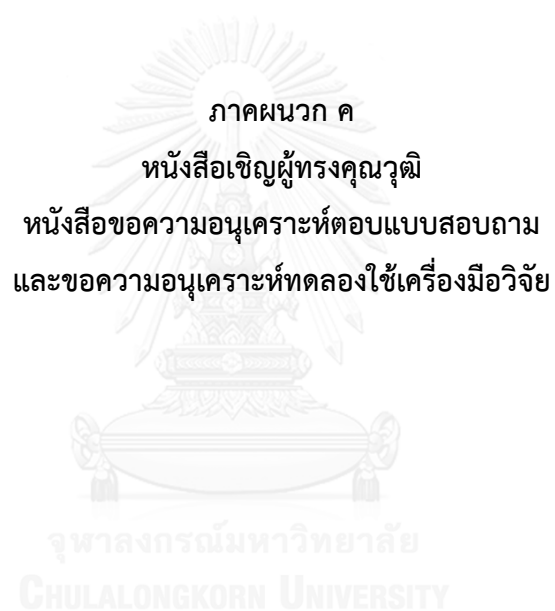 ภาคผนวก ค
หนังสือเชิญผู้ทรงคุณวุฒิ
หนังสือขอความอนุเคราะห์ตอบแบบสอบถาม
และขอความอนุเคราะห์ทดลองใช้เครื่องมือวิจัย
จุฬาลงกรณ์มหาวิทยาลัย
CHULALONGKORN UNIVERSITY